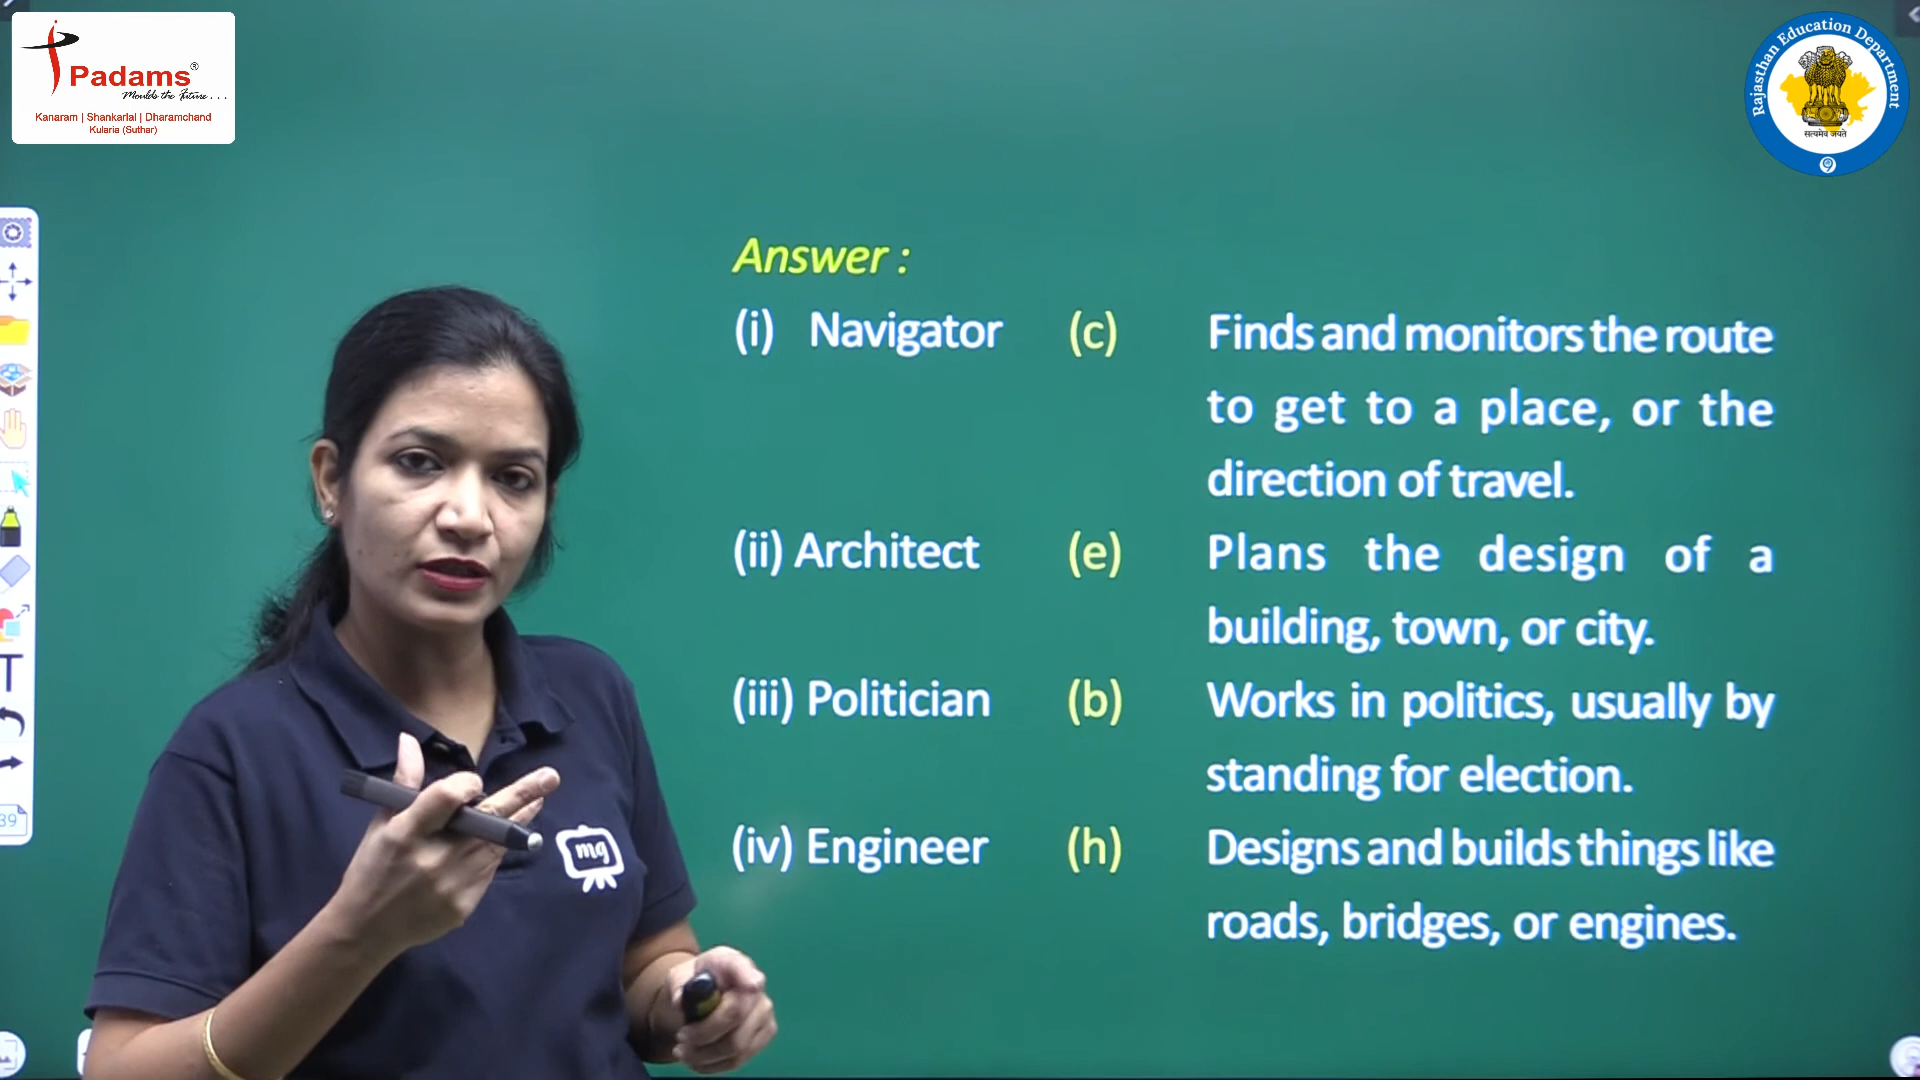 Padams®
Moulds the Future . . .
Kanaram | Shankarlal | Dharamchand
Kularia (Suthar)
Rajasthan Education Department
सत्यमेव जयते
Answer :
(i) Navigator (c) Finds and monitors the route
to get to a place, or the
direction of travel.
(ii) Architect (e) Plans the design of a
building, town, or city.
(iii) Politician (b) Works in politics, usually by
standing for election.
(iv) Engineer (h) Designs and builds things like
roads, bridges, or engines.
mg
T
39